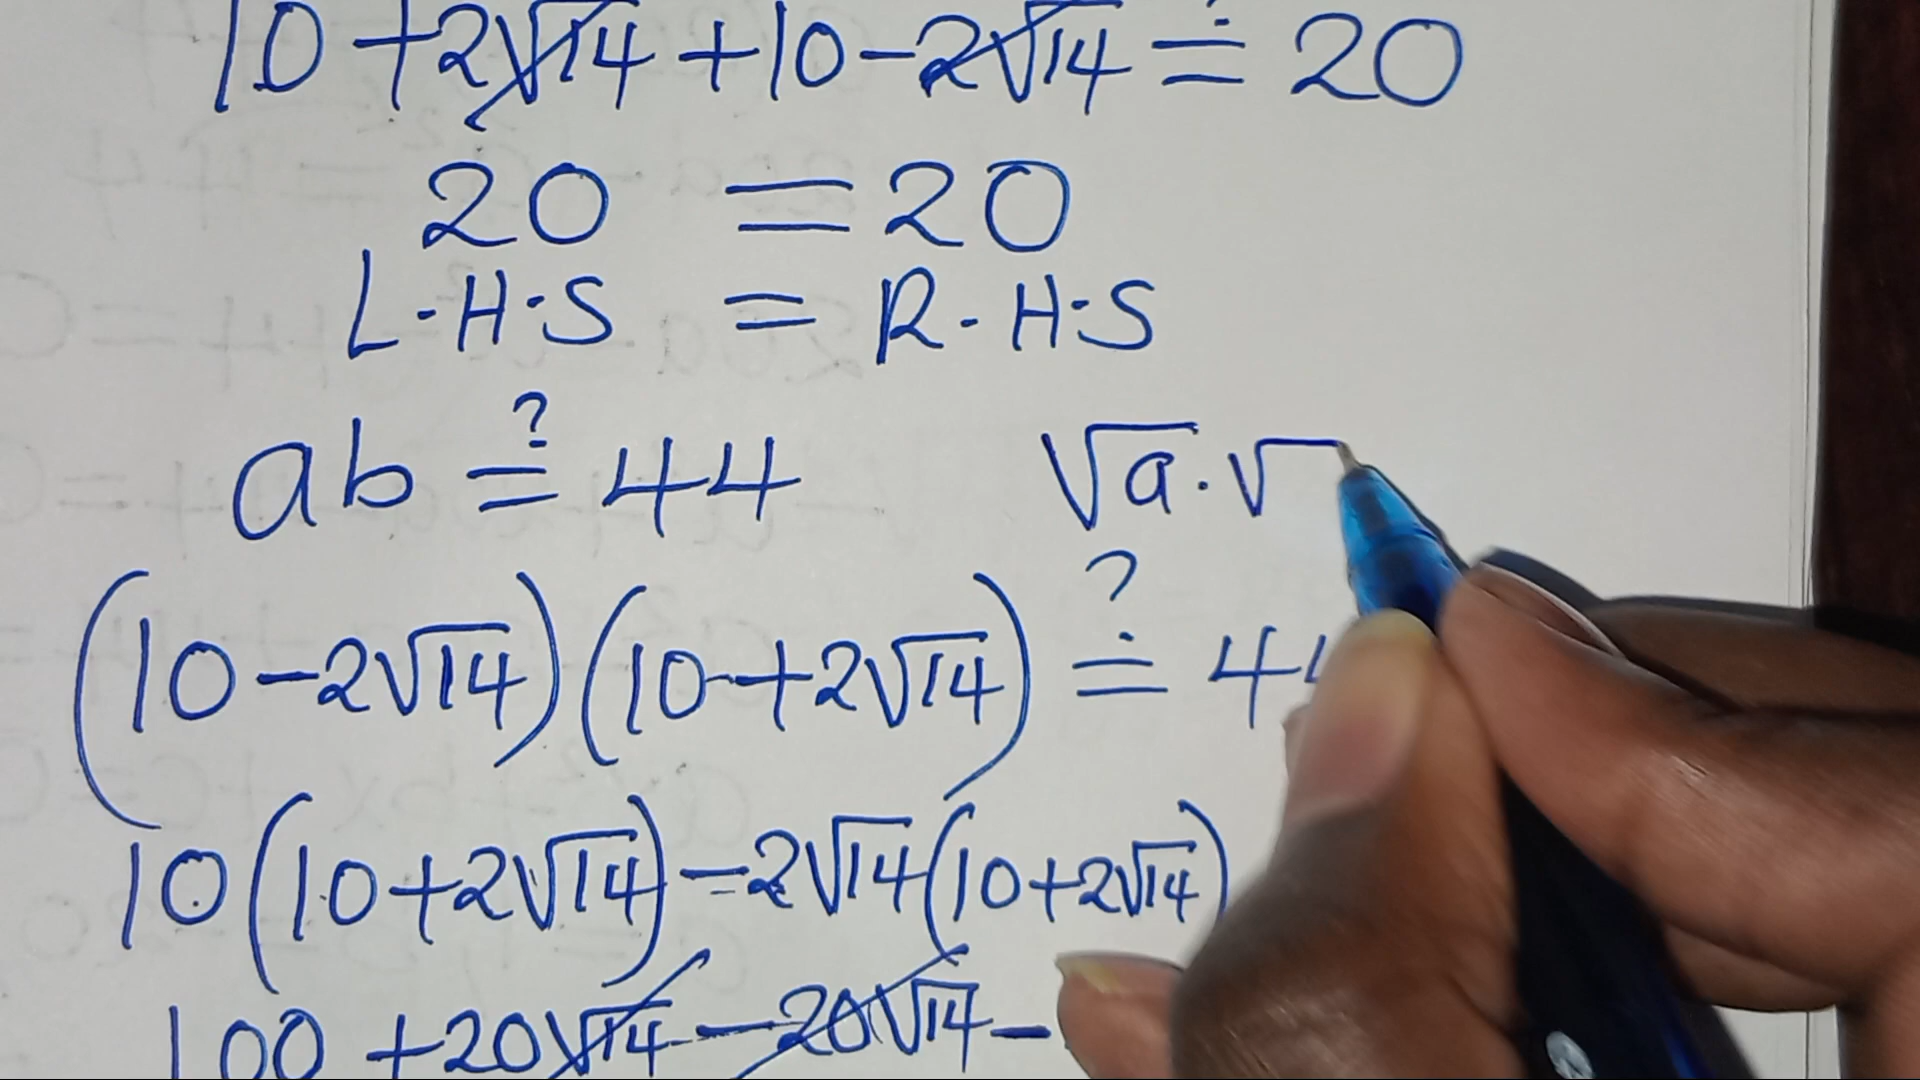 10 + 2√14 + 10 - 2√14 ≟ 20
20 = 20
L.H.S = R.H.S
ab ≟ 44 √a · √
(10 - 2√14)(10 + 2√14) ≟ 44
10(10 + 2√14) - 2√14(10 + 2√14)
100 + 20√14 - 20√14 -